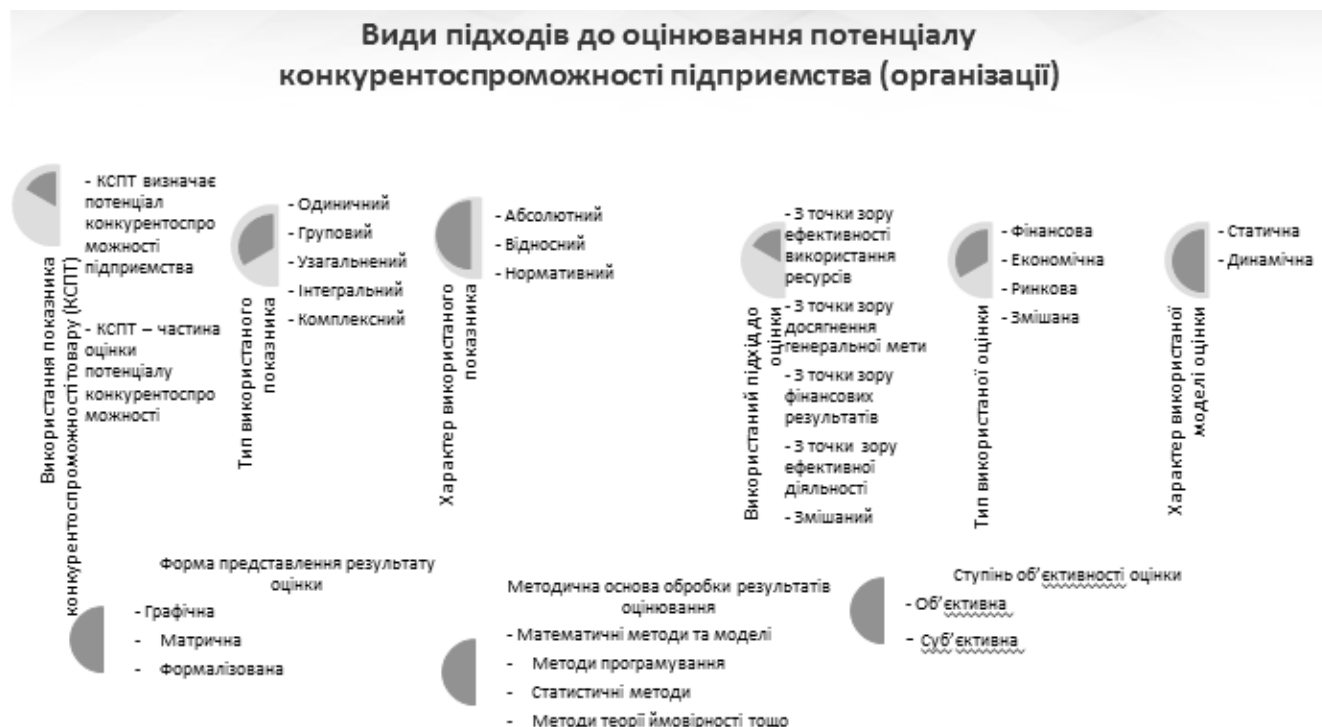 Види підходів до оцінювання потенціалу
конкурентоспроможності підприємства (організації)
Використання показника
конкурентоспроможності товару (КСПТ)
- КСПТ визначає
потенціал
конкурентоспро
можності
підприємства
- КСПТ – частина
оцінки
потенціалу
конкурентоспро
можності
Тип використаного
показника
- Одиничний
- Груповий
- Узагальнений
- Інтегральний
- Комплексний
Характер використаного
показника
- Абсолютний
- Відносний
- Нормативний
Використаний підхід до
оцінки
- З точки зору
ефективності
використання
ресурсів
- З точки зору
досягнення
генеральної мети
- З точки зору
фінансових
результатів
- З точки зору
ефективної
діяльності
- Змішаний
Тип використаної оцінки
- Фінансова
- Економічна
- Ринкова
- Змішана
Характер використаної
моделі оцінки
- Статична
- Динамічна
Форма представлення результату
оцінки
- Графічна
- Матрична
- Формалізована
Методична основа обробки результатів
оцінювання
- Математичні методи та моделі
- Методи програмування
- Статистичні методи
- Методи теорії ймовірності тощо
Ступінь об’єктивності оцінки
- Об’єктивна
- Суб’єктивна